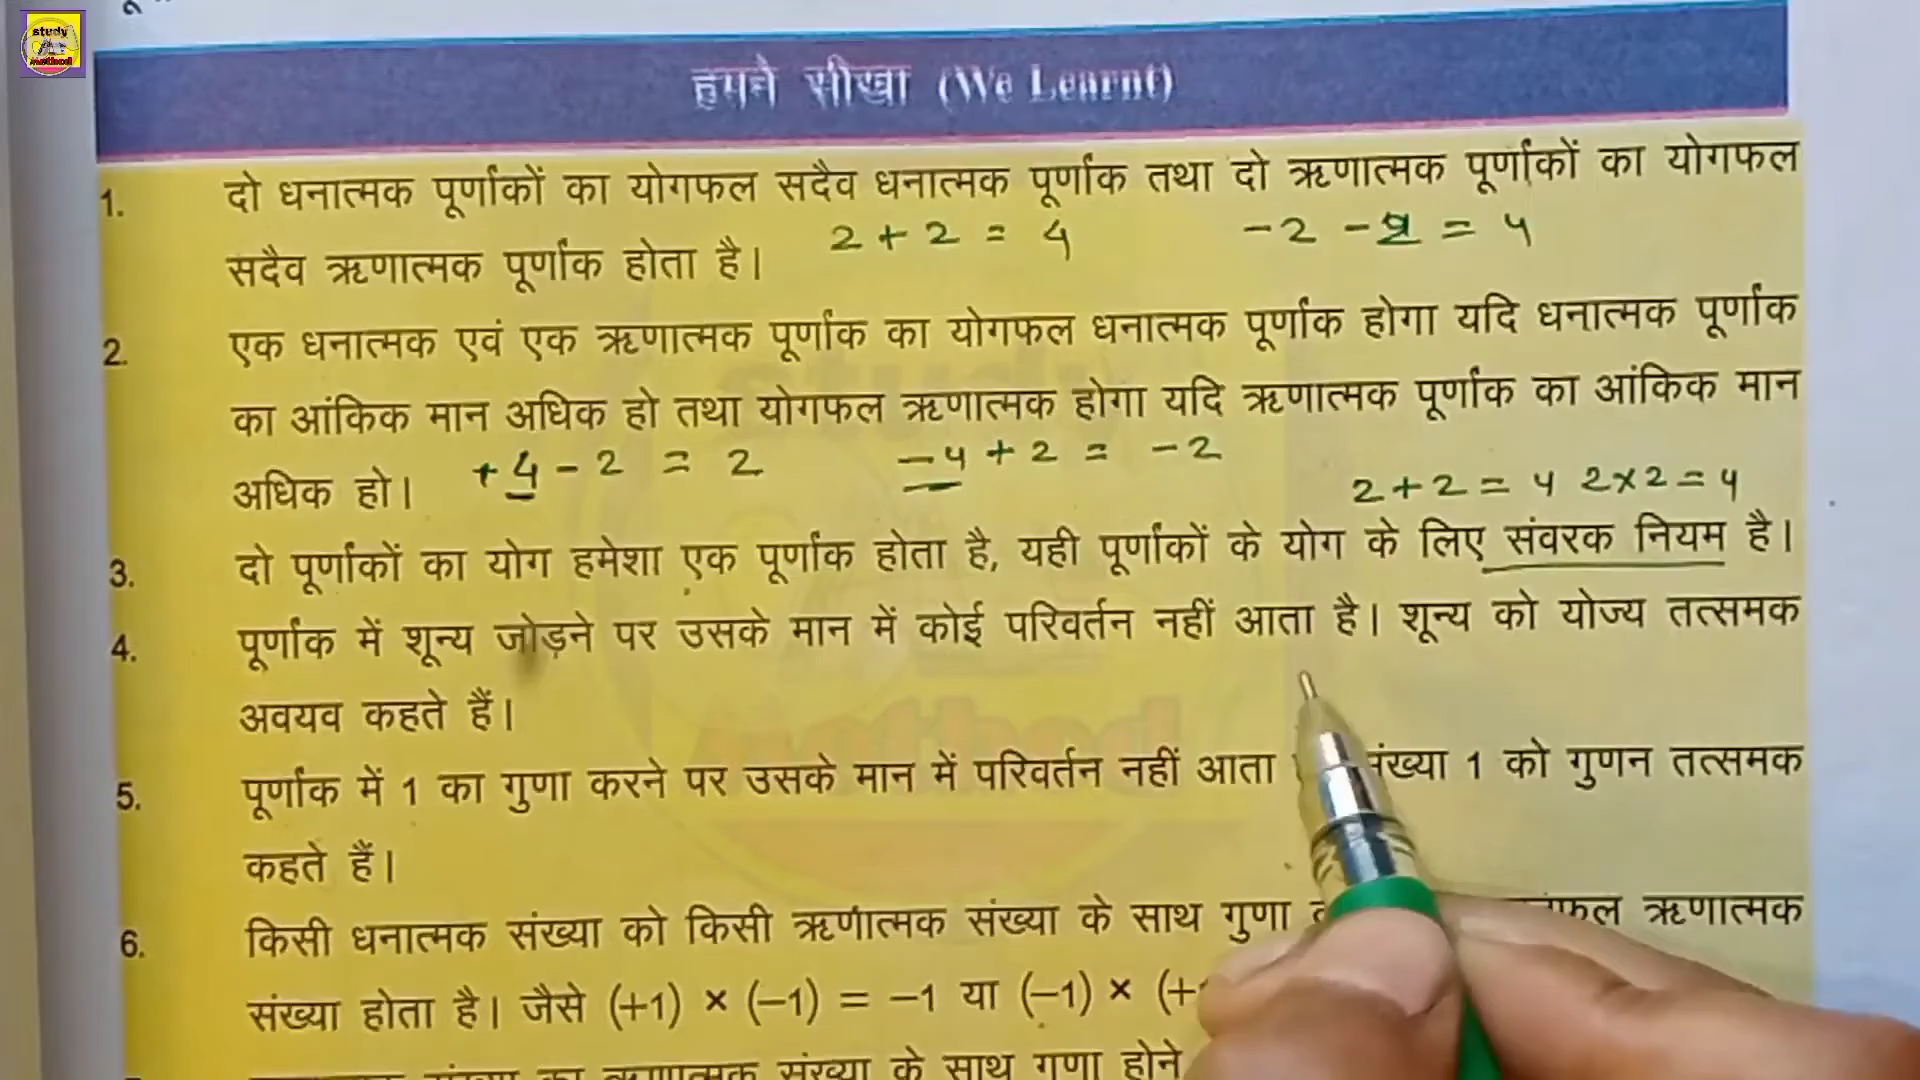 study
Method
हमने सीखा (We Learnt)
1. दो धनात्मक पूर्णांकों का योगफल सदैव धनात्मक पूर्णांक तथा दो ऋणात्मक पूर्णांकों का योगफल
2 + 2 = 4 -2 -2 = 4
सदैव ऋणात्मक पूर्णांक होता है।
2. एक धनात्मक एवं एक ऋणात्मक पूर्णांक का योगफल धनात्मक पूर्णांक होगा यदि धनात्मक पूर्णांक
का आंकिक मान अधिक हो तथा योगफल ऋणात्मक होगा यदि ऋणात्मक पूर्णांक का आंकिक मान
अधिक हो। +4 - 2 = 2 -4 + 2 = -2 2 + 2 = 4 2x2 = 4
3. दो पूर्णांकों का योग हमेशा एक पूर्णांक होता है, यही पूर्णांकों के योग के लिए संवरक नियम है।
4. पूर्णांक में शून्य जोड़ने पर उसके मान में कोई परिवर्तन नहीं आता है। शून्य को योज्य तत्समक
अवयव कहते हैं।
5. पूर्णांक में 1 का गुणा करने पर उसके मान में परिवर्तन नहीं आता 1 को गुणन तत्समक
कहते हैं।
6. किसी धनात्मक संख्या को किसी ऋणात्मक संख्या के साथ गुणा ऋणात्मक
संख्या होता है। जैसे (+1) × (−1) = −1 या (−1) × (+
संख्या के साथ गुणा होने